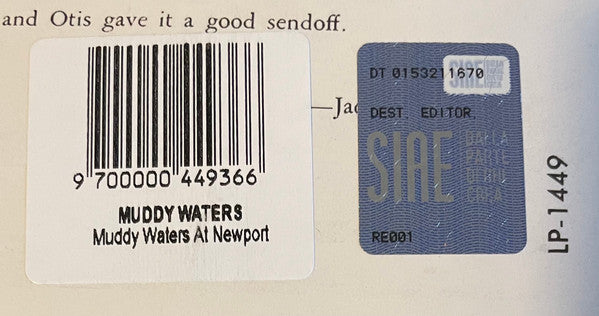 and Otis gave it a good sendoff.
—Ja
9 700000 449366
MUDDY WATERS
Muddy Waters At Newport
DT 0153211670
SIAE
DEST. EDITOR.
SIAE
DALLA
PARTE
DI CHI
CREA
RE001
LP-1449